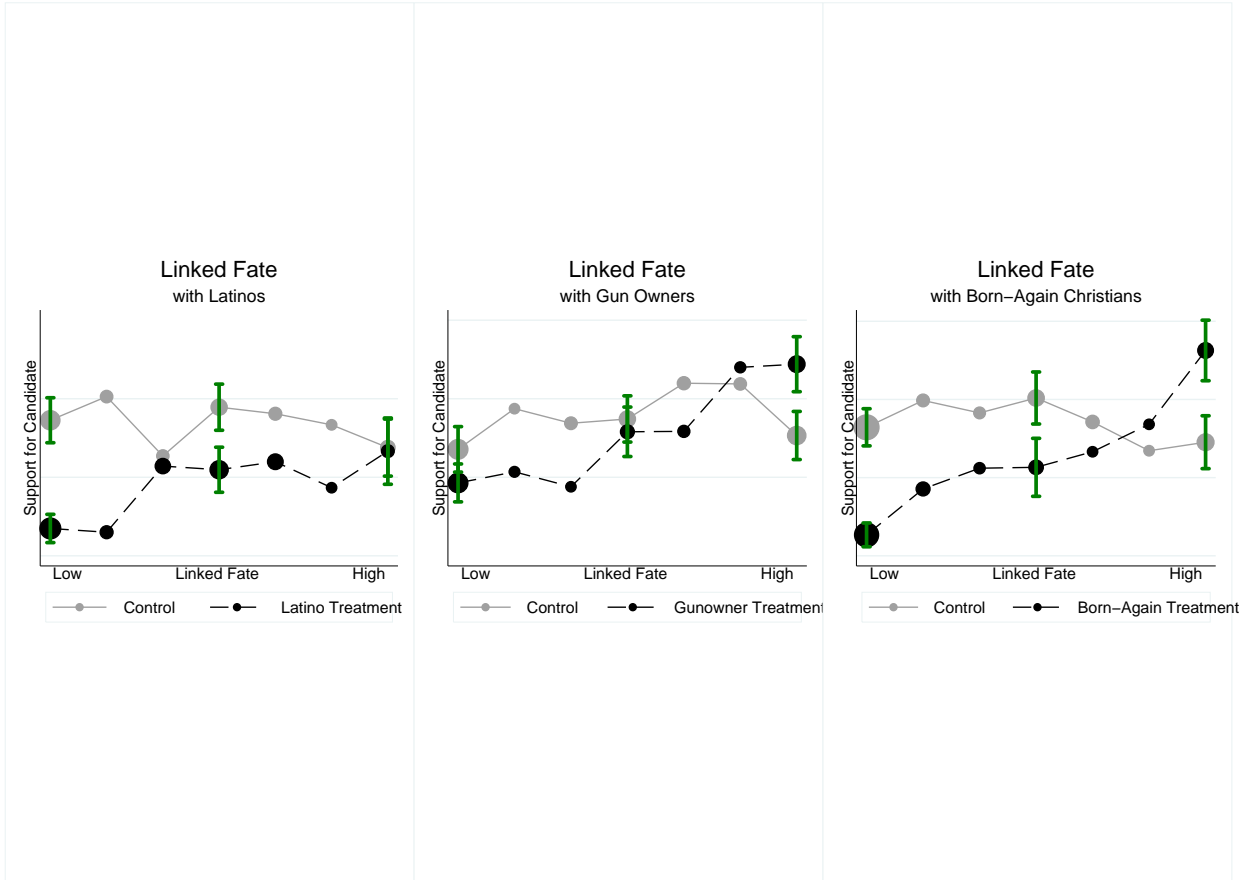 Linked Fate
with Latinos
Support for Candidate
Low Linked Fate High
Control Latino Treatment
Linked Fate
with Gun Owners
Support for Candidate
Low Linked Fate High
Control Gunowner Treatment
Linked Fate
with Born−Again Christians
Support for Candidate
Low Linked Fate High
Control Born−Again Treatment